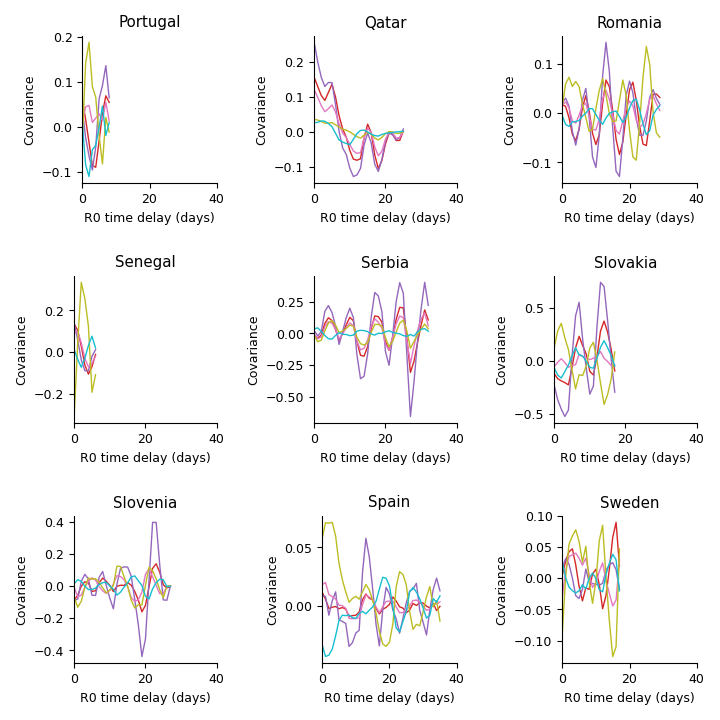 Portugal
Qatar
Romania
0.2
0.1
0.0
−0.1
Covariance
0 20 40
R0 time delay (days)
0.2
0.1
0.0
−0.1
Covariance
0 20 40
R0 time delay (days)
0.1
0.0
−0.1
Covariance
0 20 40
R0 time delay (days)
Senegal
Serbia
Slovakia
0.2
0.0
−0.2
Covariance
0 20 40
R0 time delay (days)
0.25
0.00
−0.25
−0.50
Covariance
0 20 40
R0 time delay (days)
0.5
0.0
−0.5
Covariance
0 20 40
R0 time delay (days)
Slovenia
Spain
Sweden
0.4
0.2
0.0
−0.2
−0.4
Covariance
0 20 40
R0 time delay (days)
0.05
0.00
Covariance
0 20 40
R0 time delay (days)
0.10
0.05
0.00
−0.05
−0.10
Covariance
0 20 40
R0 time delay (days)